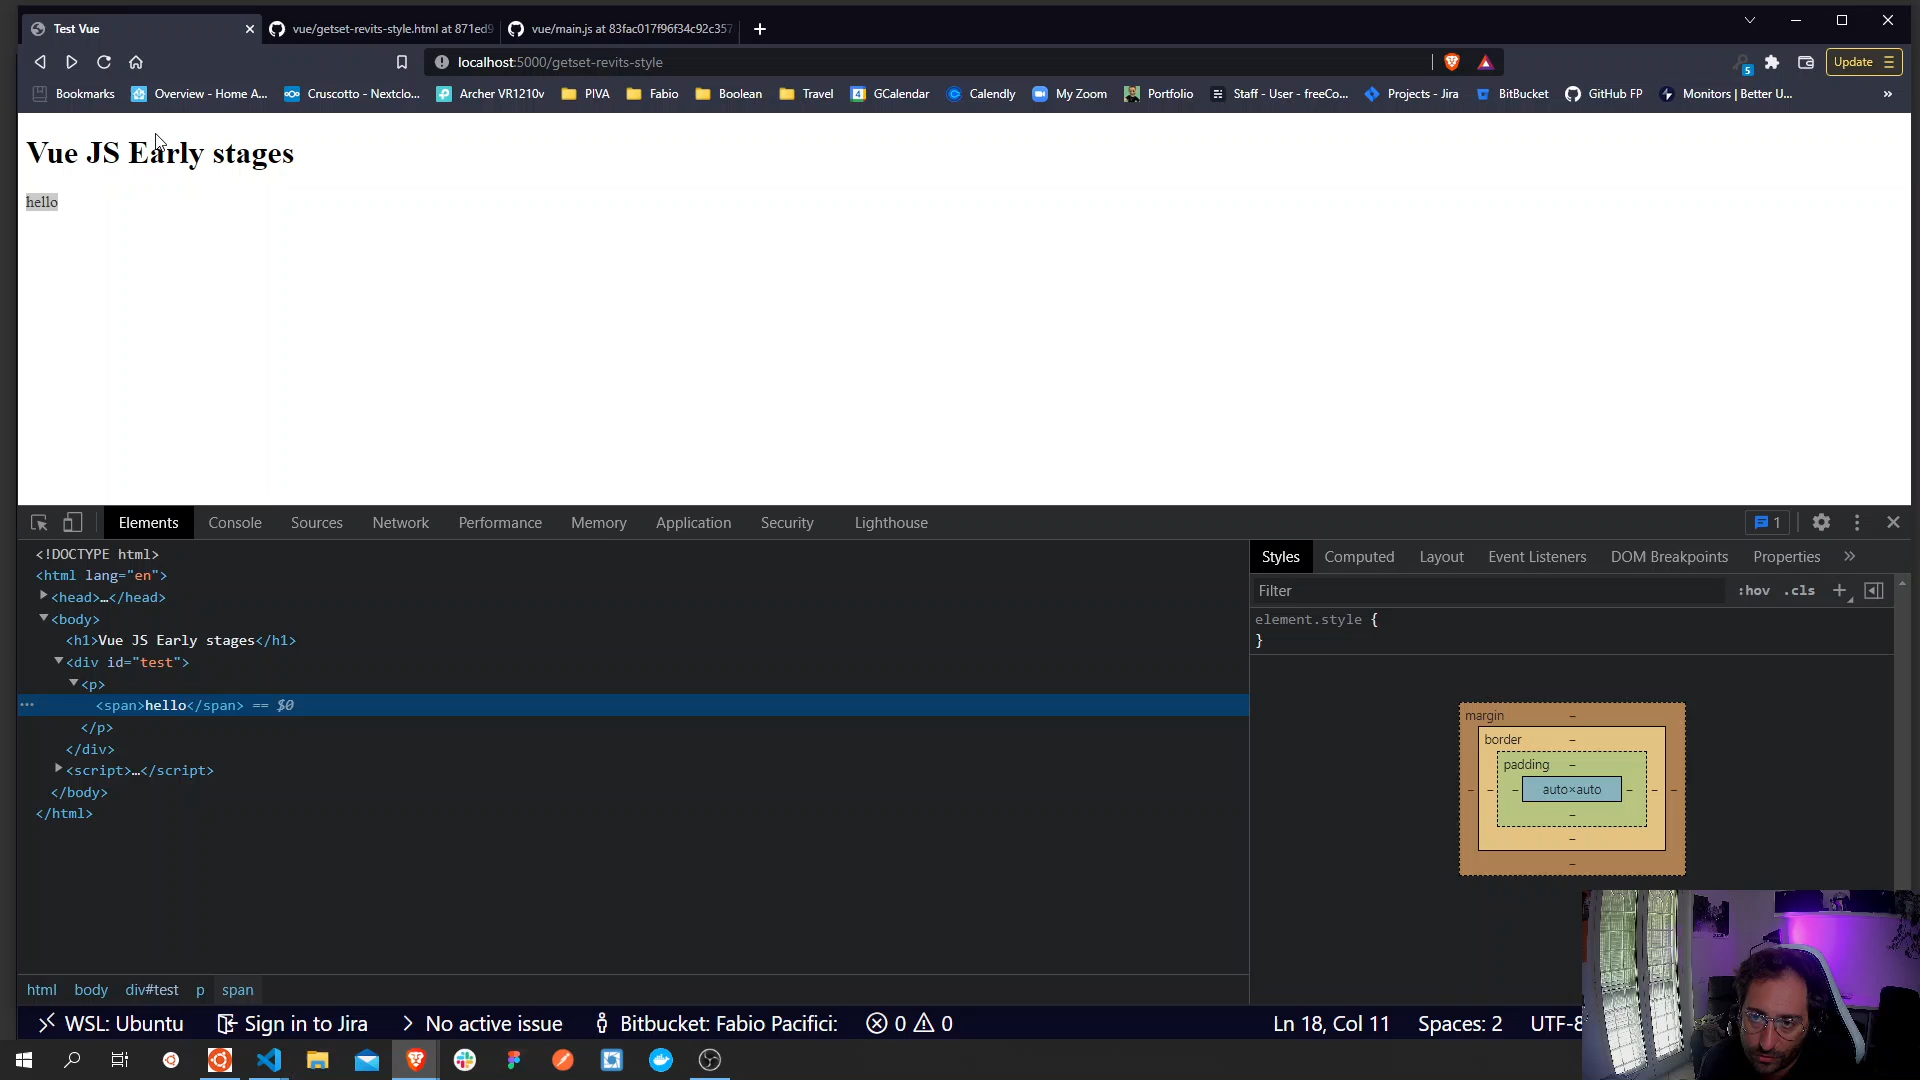 Test Vue
vue/getset-revits-style.html at 871ed9
vue/main.js at 83fac017f96f34c92c357
localhost:5000/getset-revits-style
5
Update
Bookmarks
Overview - Home A...
Cruscotto - Nextclo...
Archer VR1210v
PIVA
Fabio
Boolean
Travel
4 GCalendar
Calendly
My Zoom
Portfolio
Staff - User - freeCo...
Projects - Jira
BitBucket
GitHub FP
Monitors | Better U...
»
Vue JS Early stages
hello
Elements Console Sources Network Performance Memory Application Security Lighthouse 1
<!DOCTYPE html>
<html lang="en">
<head>…</head>
<body>
<h1>Vue JS Early stages</h1>
<div id="test">
<p>
… <span>hello</span> == $0
</p>
</div>
<script>…</script>
</body>
</html>
html body div#test p span
Styles Computed Layout Event Listeners DOM Breakpoints Properties »
Filter :hov .cls +
element.style {
}
margin –
border –
padding –
– – – auto×auto – – –
–
–
–
WSL: Ubuntu Sign in to Jira No active issue Bitbucket: Fabio Pacifici: 0 0 Ln 18, Col 11 Spaces: 2 UTF-8